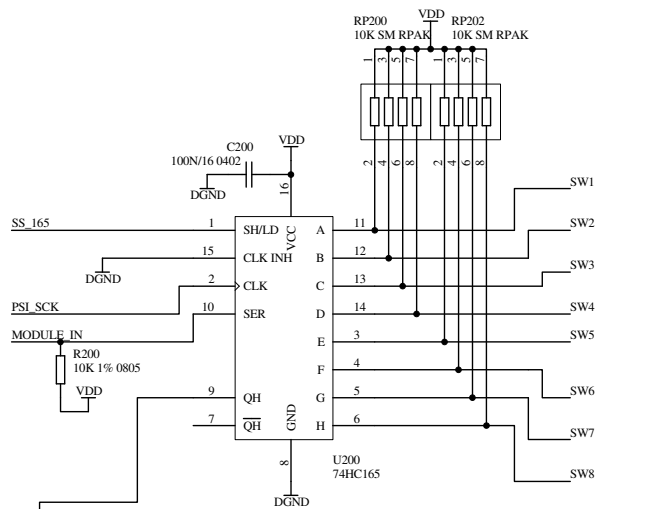 VDD
RP200 RP202
10K SM RPAK 10K SM RPAK
1 3 5 7 1 3 5 7
2 4 6 8 2 4 6 8
VDD
C200
100N/16 0402
DGND
16
SW1
SS_165 1 SH/LD VCC A 11
SW2
15 CLK INH B 12
DGND
SW3
2 CLK C 13
PSI_SCK
10 SER D 14 SW4
MODULE_IN
E 3 SW5
R200
10K 1% 0805
VDD
F 4
SW6
9 QH GND G 5
7 QH H 6
SW7
8
U200
74HC165
SW8
DGND